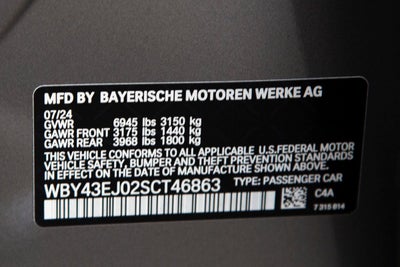 MFD BY BAYERISCHE MOTOREN WERKE AG
07/24
GVWR 6945 lbs 3150 kg
GAWR FRONT 3175 lbs 1440 kg
GAWR REAR 3968 lbs 1800 kg
THIS VEHICLE CONFORMS TO ALL APPLICABLE U.S.FEDERAL MOTOR
VEHICLE SAFETY, BUMPER, AND THEFT PREVENTION STANDARDS
IN EFFECT ON THE DATE OF MANUFACTURE SHOWN ABOVE.
WBY43EJ02SCT46863 TYPE: PASSENGER CAR
C4A
7 315 814